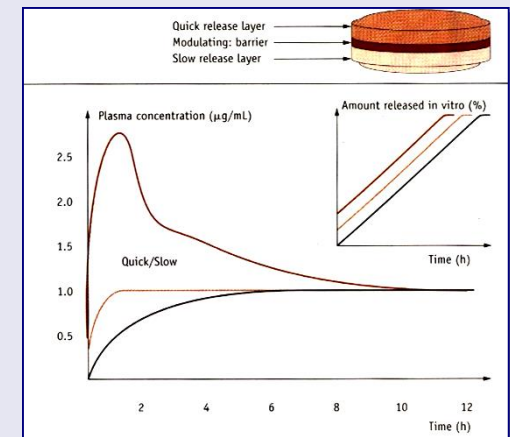 Quick release layer
Modulating: barrier
Slow release layer
Plasma concentration (µg/mL)
Amount released in vitro (%)
2.5
2.0
1.5
Quick/Slow
Time (h)
1.0
0.5
2 4 6 8 10 12
Time (h)